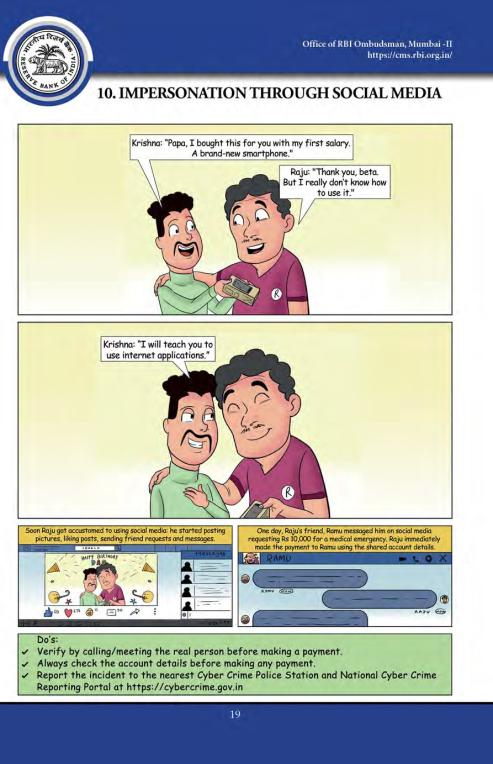 Office of RBI Ombudsman, Mumbai -II
https://cms.rbi.org.in/
भारतीय रिज़र्व बैंक
RESERVE BANK OF INDIA
10. IMPERSONATION THROUGH SOCIAL MEDIA
Krishna: "Papa, I bought this for you with my first salary.
A brand-new smartphone."
Raju: "Thank you, beta.
But I really don't know how
to use it."
R
Krishna: "I will teach you to
use internet applications."
R
Soon Raju got accustomed to using social media: he started posting
pictures, liking posts, sending friend requests and messages.
HAPPY BIRTHDAY
DAD
One day, Raju's friend, Ramu messaged him on social media
requesting Rs 10,000 for a medical emergency. Raju immediately
made the payment to Ramu using the shared account details.
RAMU
RAMU
Do's:
✓ Verify by calling/meeting the real person before making a payment.
✓ Always check the account details before making any payment.
✓ Report the incident to the nearest Cyber Crime Police Station and National Cyber Crime
Reporting Portal at https://cybercrime.gov.in
19